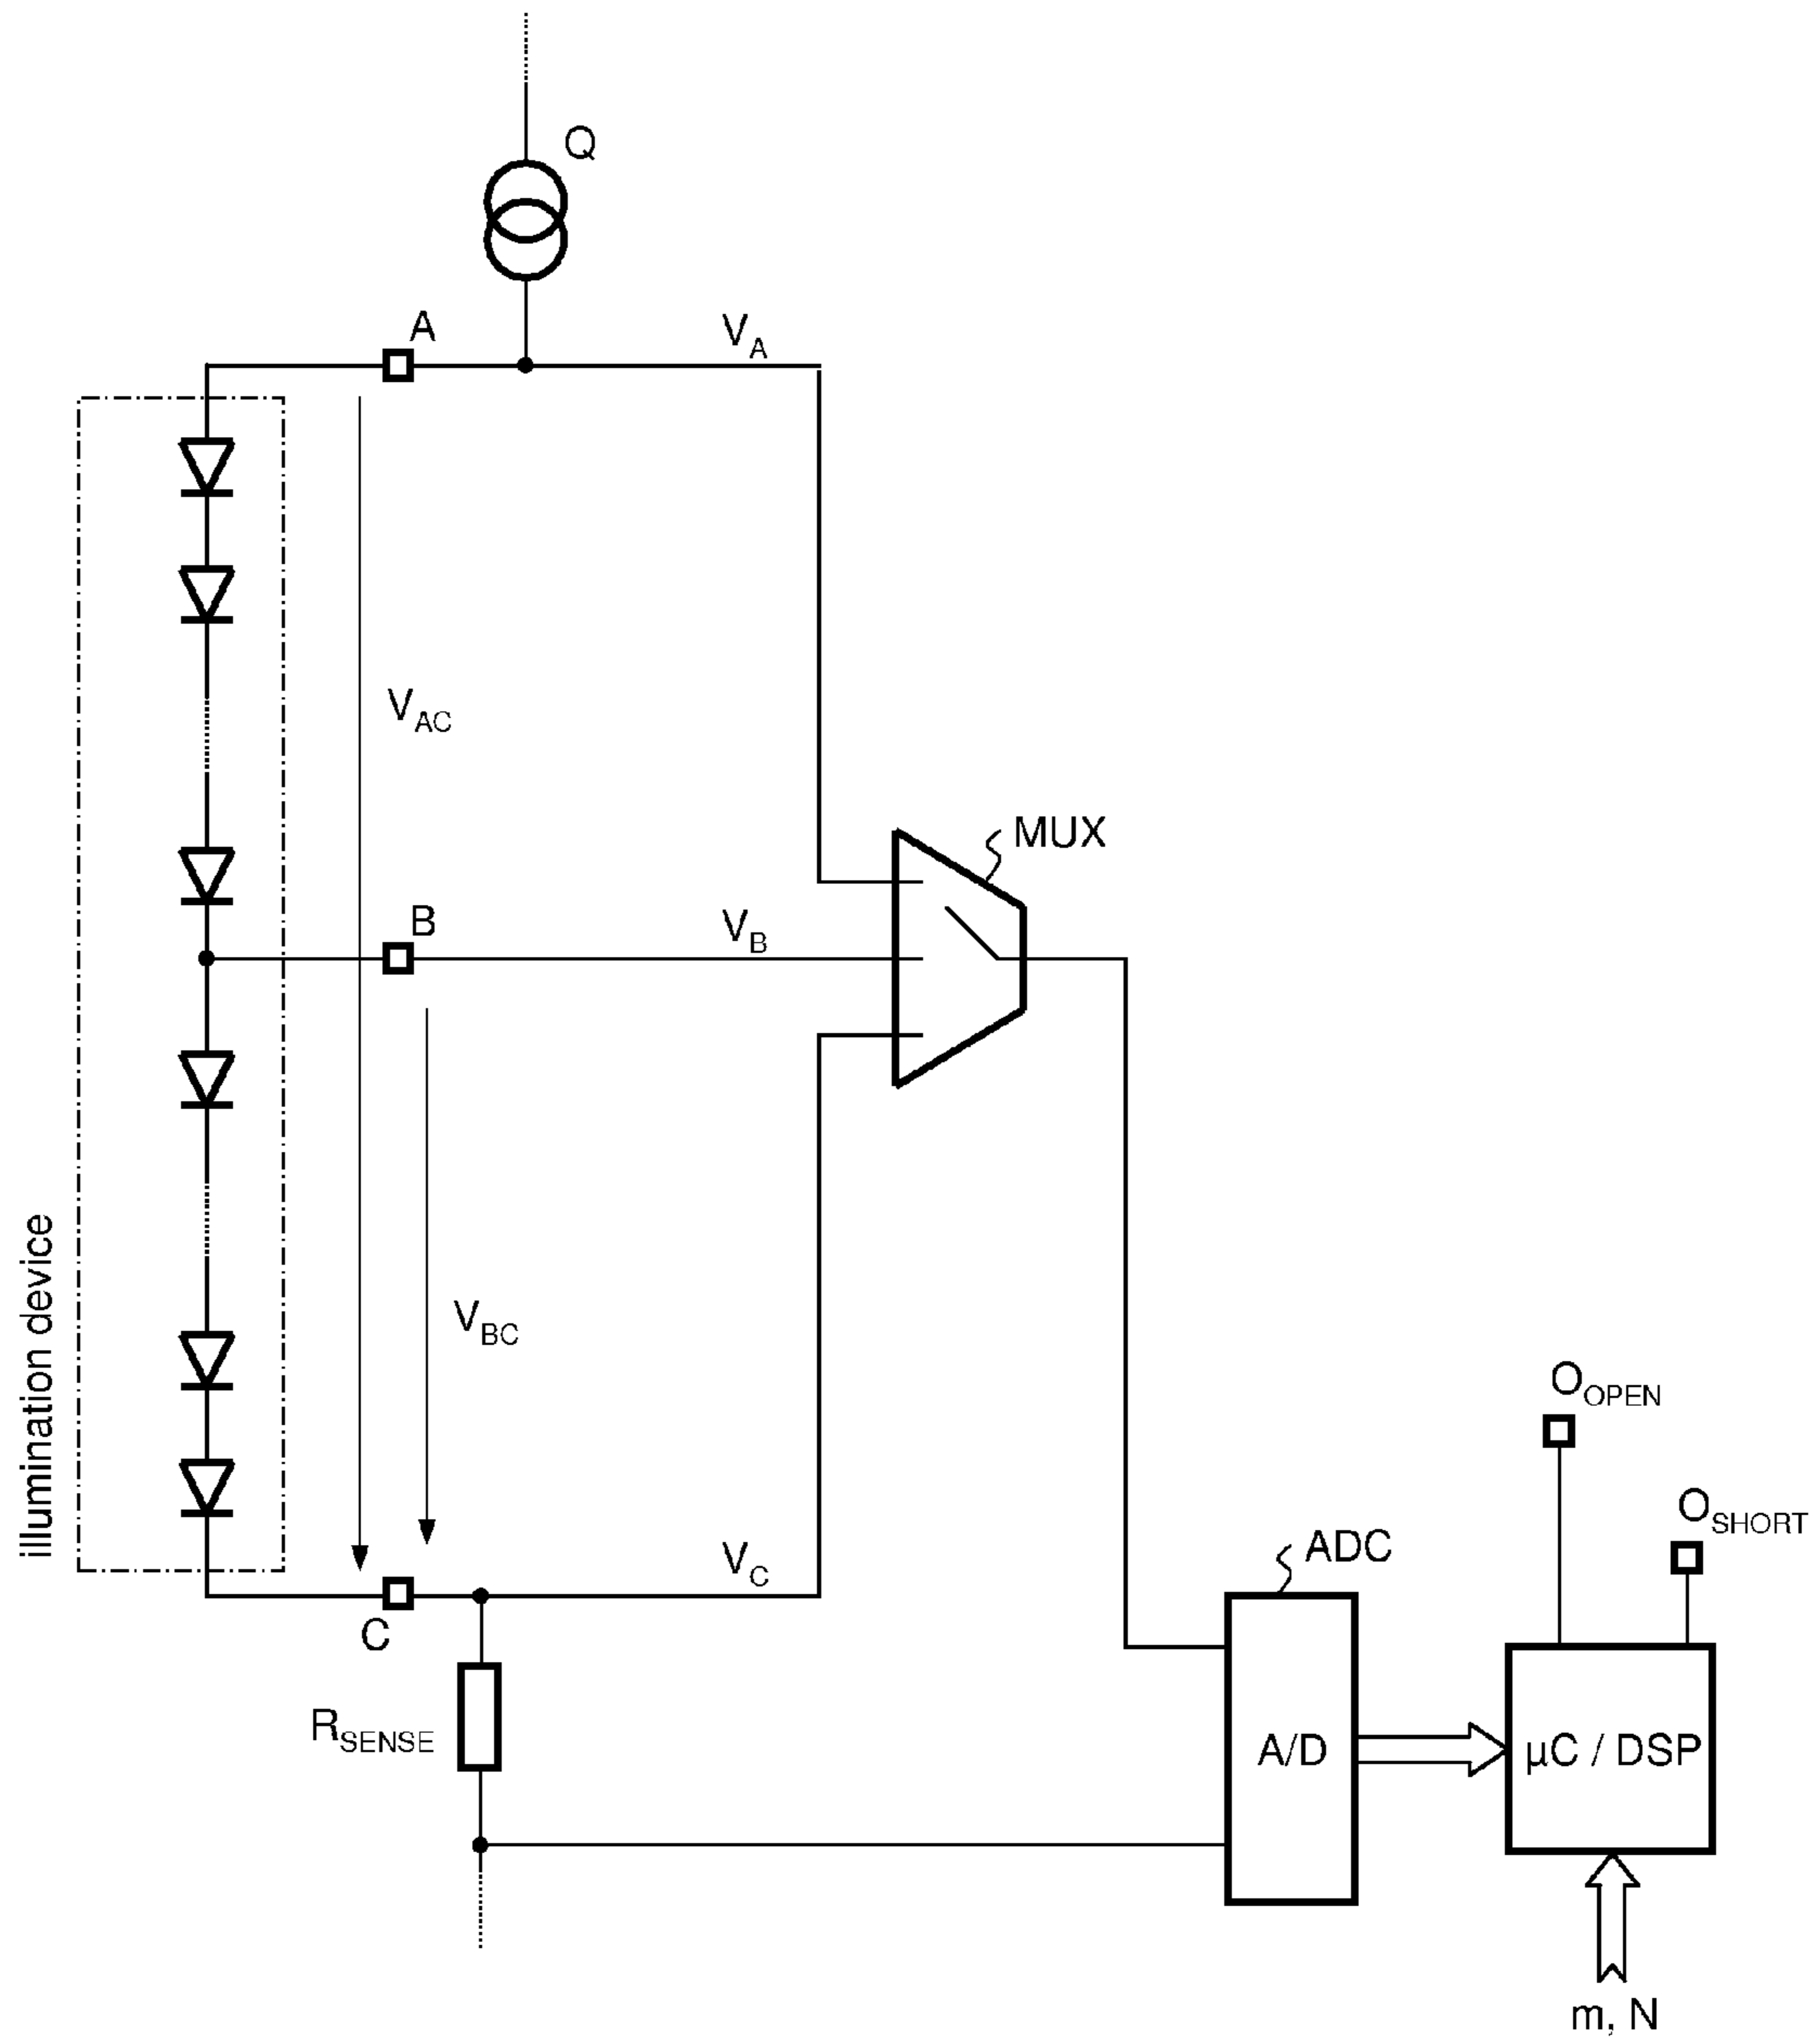 Q
A
V_A
V_AC
MUX
B
V_B
V_BC
illumination device
O_OPEN
O_SHORT
ADC
V_C
C
R_SENSE
A/D
µC / DSP
m, N